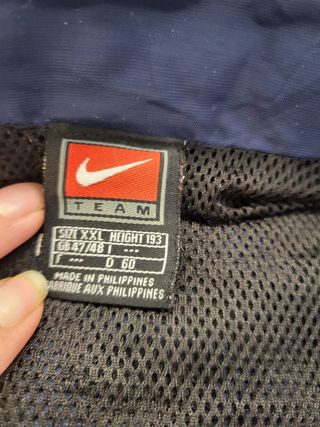 TEAM
SIZE XXL HEIGHT 193
GB 47/48 I ---
F --- D 60
MADE IN PHILIPPINES
FABRIQUE AUX PHILIPPINES